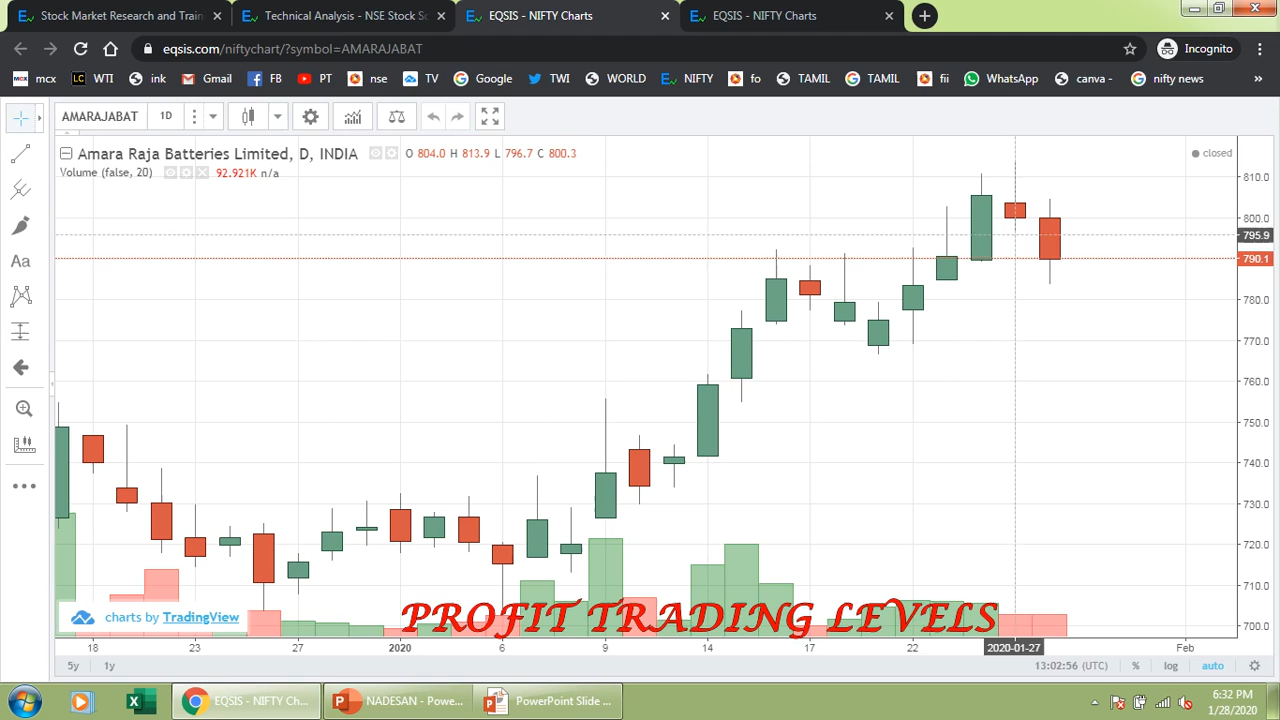 Stock Market Research and Train
Technical Analysis - NSE Stock Sc
EQSIS - NIFTY Charts
EQSIS - NIFTY Charts
eqsis.com/niftychart/?symbol=AMARAJABAT
Incognito
mcx WTI ink Gmail FB PT nse TV Google TWI WORLD NIFTY fo TAMIL TAMIL fii WhatsApp canva - nifty news »
AMARAJABAT 1D
Amara Raja Batteries Limited, D, INDIA O 804.0 H 813.9 L 796.7 C 800.3
closed
Volume (false, 20) 92.921K n/a
Aa
810.0
800.0
795.9
790.1
780.0
770.0
760.0
750.0
740.0
730.0
720.0
710.0
700.0
charts by TradingView
PROFIT TRADING LEVELS
18 23 27 2020 6 9 14 17 22 2020-01-27 Feb
5y 1y 13:02:56 (UTC) % log auto
EQSIS - NIFTY Ch...
NADESAN - Powe...
PowerPoint Slide ...
6:32 PM
1/28/2020